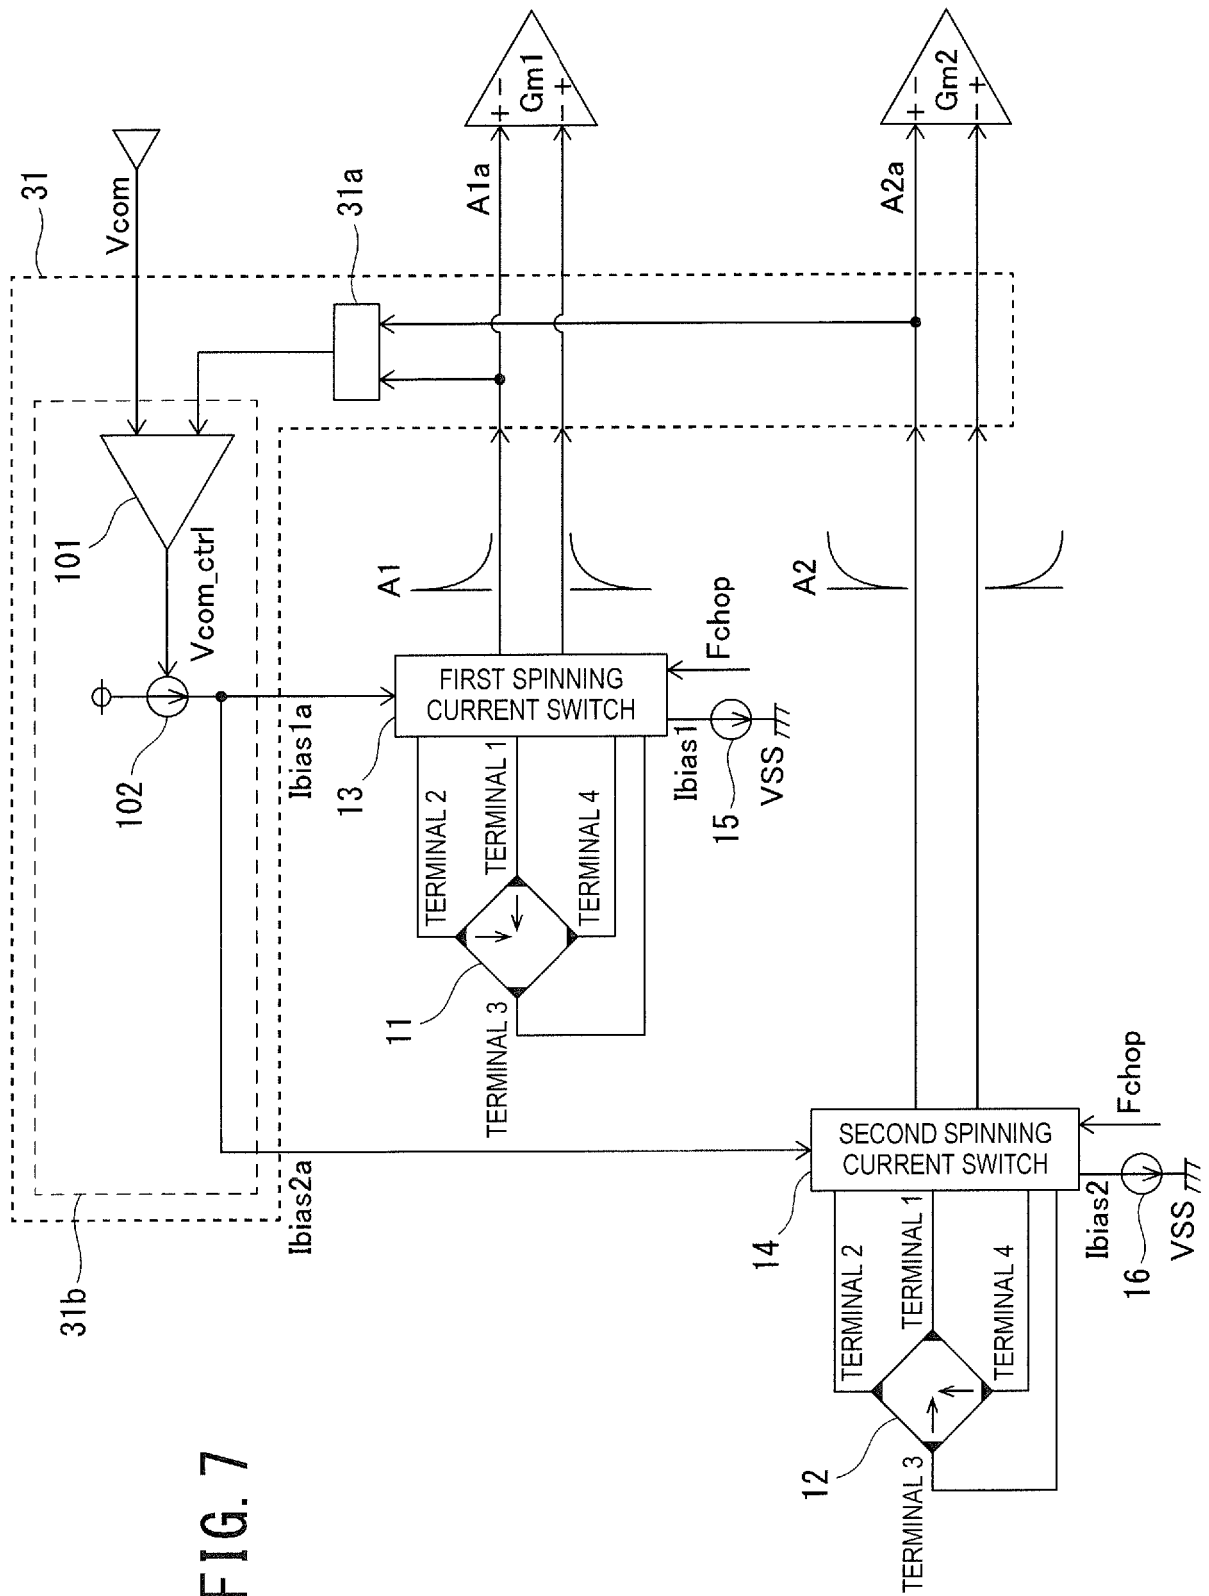 FIG. 7
31
Vcom
31a
31b
101
102
Vcom_ctrl
Ibias1a
Ibias2a
A1a
+ −
− +
Gm1
A2a
+ −
− +
Gm2
A1
A2
13
FIRST SPINNING
CURRENT SWITCH
Fchop
Ibias1
15
VSS
TERMINAL 2
TERMINAL 1
TERMINAL 4
TERMINAL 3
11
14
SECOND SPINNING
CURRENT SWITCH
Fchop
Ibias2
16
VSS
TERMINAL 2
TERMINAL 1
TERMINAL 4
TERMINAL 3
12